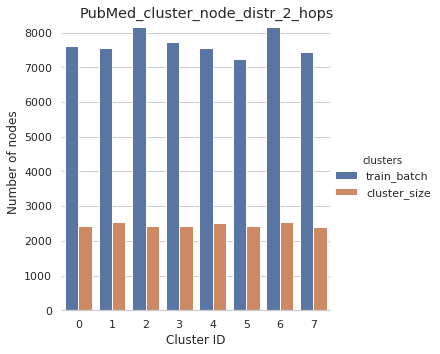 PubMed_cluster_node_distr_2_hops
8000
7000
6000
5000
4000
3000
2000
1000
0
Number of nodes
0 1 2 3 4 5 6 7
Cluster ID
clusters
train_batch
cluster_size